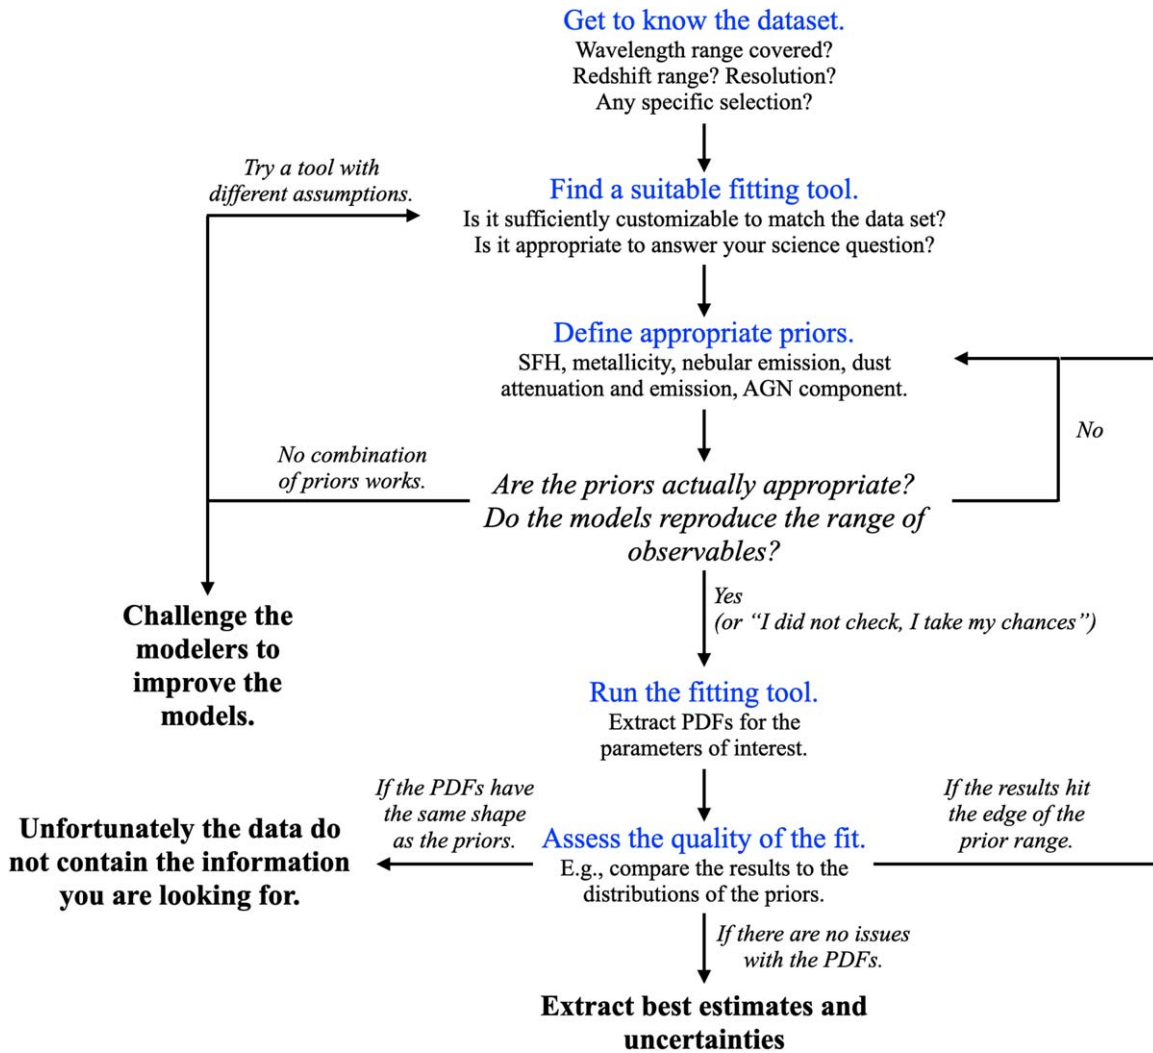 Get to know the dataset.
Wavelength range covered?
Redshift range? Resolution?
Any specific selection?
Try a tool with
different assumptions.
Find a suitable fitting tool.
Is it sufficiently customizable to match the data set?
Is it appropriate to answer your science question?
Define appropriate priors.
SFH, metallicity, nebular emission, dust
attenuation and emission, AGN component.
No
No combination
of priors works.
Are the priors actually appropriate?
Do the models reproduce the range of
observables?
Yes
(or “I did not check, I take my chances”)
Challenge the
modelers to
improve the
models.
Run the fitting tool.
Extract PDFs for the
parameters of interest.
If the PDFs have
the same shape
as the priors.
If the results hit
the edge of the
prior range.
Unfortunately the data do
not contain the information
you are looking for.
Assess the quality of the fit.
E.g., compare the results to the
distributions of the priors.
If there are no issues
with the PDFs.
Extract best estimates and
uncertainties